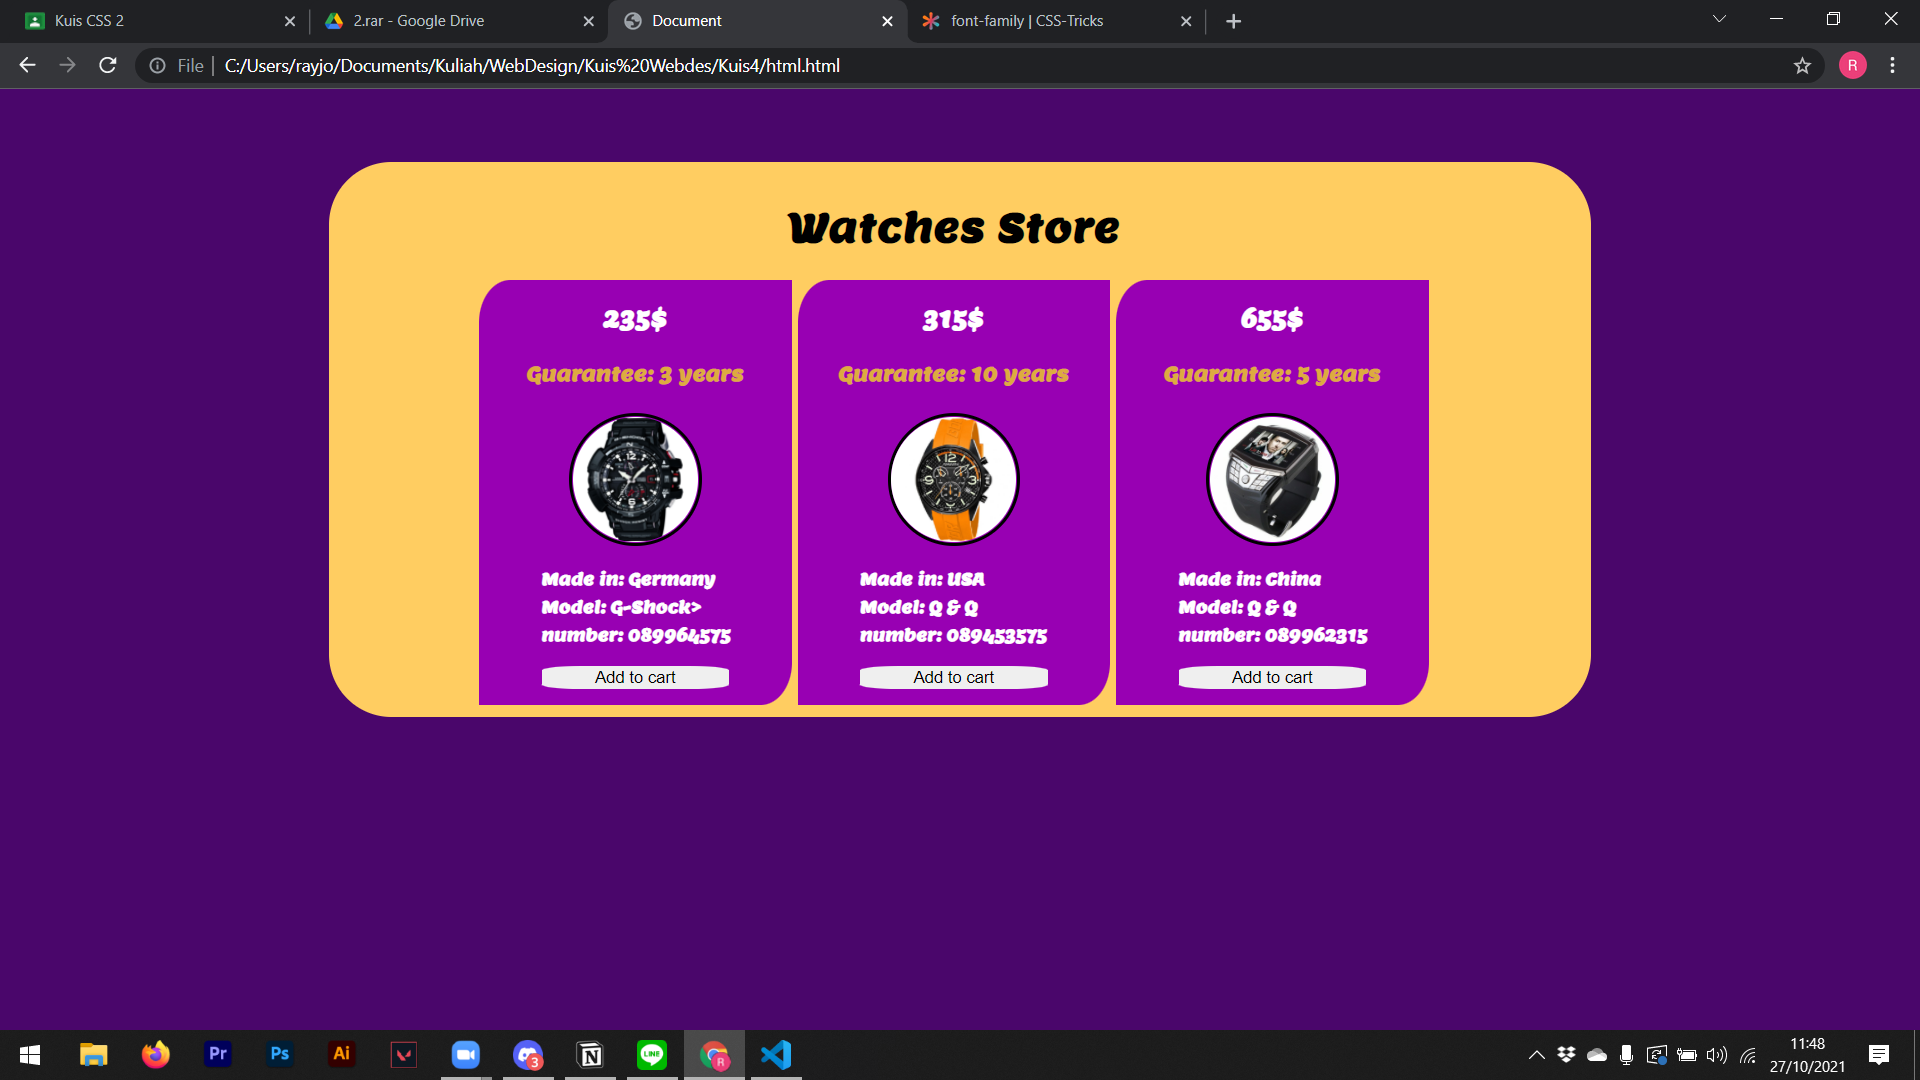 Kuis CSS 2
2.rar - Google Drive
Document
font-family | CSS-Tricks
File | C:/Users/rayjo/Documents/Kuliah/WebDesign/Kuis%20Webdes/Kuis4/html.html
R
Watches Store
235$
Guarantee: 3 years
Made in: Germany
Model: G-Shock>
number: 089964575
Add to cart
315$
Guarantee: 10 years
Made in: USA
Model: Q & Q
number: 089453575
Add to cart
655$
Guarantee: 5 years
Made in: China
Model: Q & Q
number: 089962315
Add to cart
Pr
Ps
Ai
3
N
LINE
R
11:48
27/10/2021